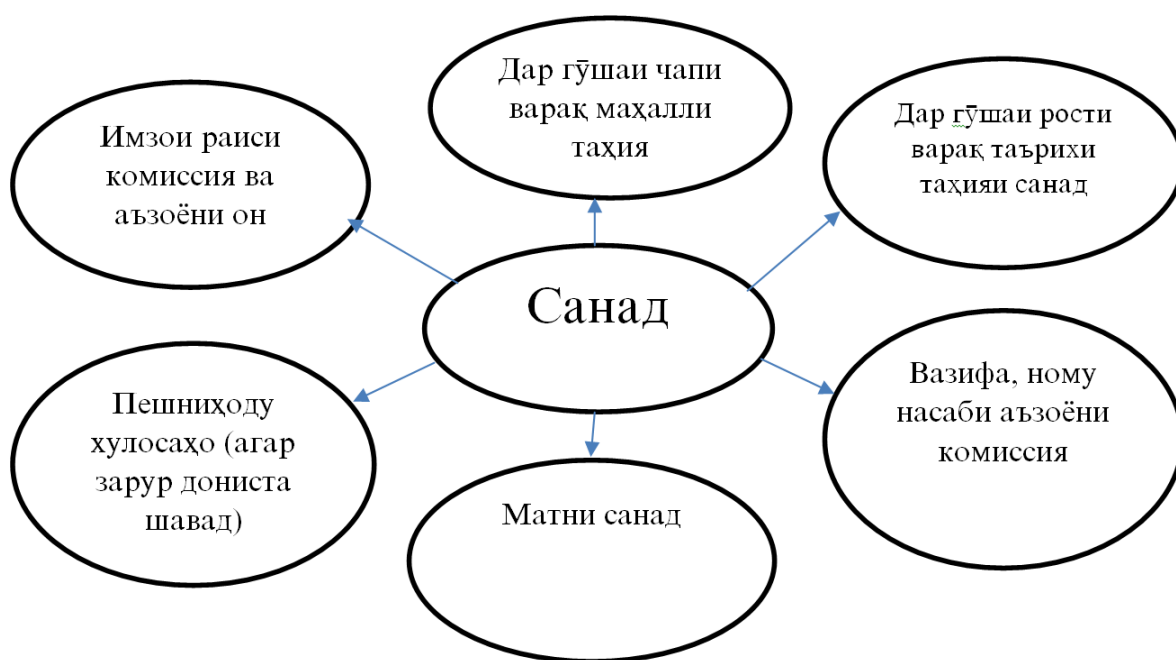 Дар гӯшаи чапи
варақ маҳалли
таҳия
Дар гӯшаи рости
варақ таърихи
таҳияи санад
Имзои раиси
комиссия ва
аъзоёни он
Санад
Вазифа, ному
насаби аъзоёни
комиссия
Пешниҳоду
хулосаҳо (агар
зарур дониста
шавад)
Матни санад